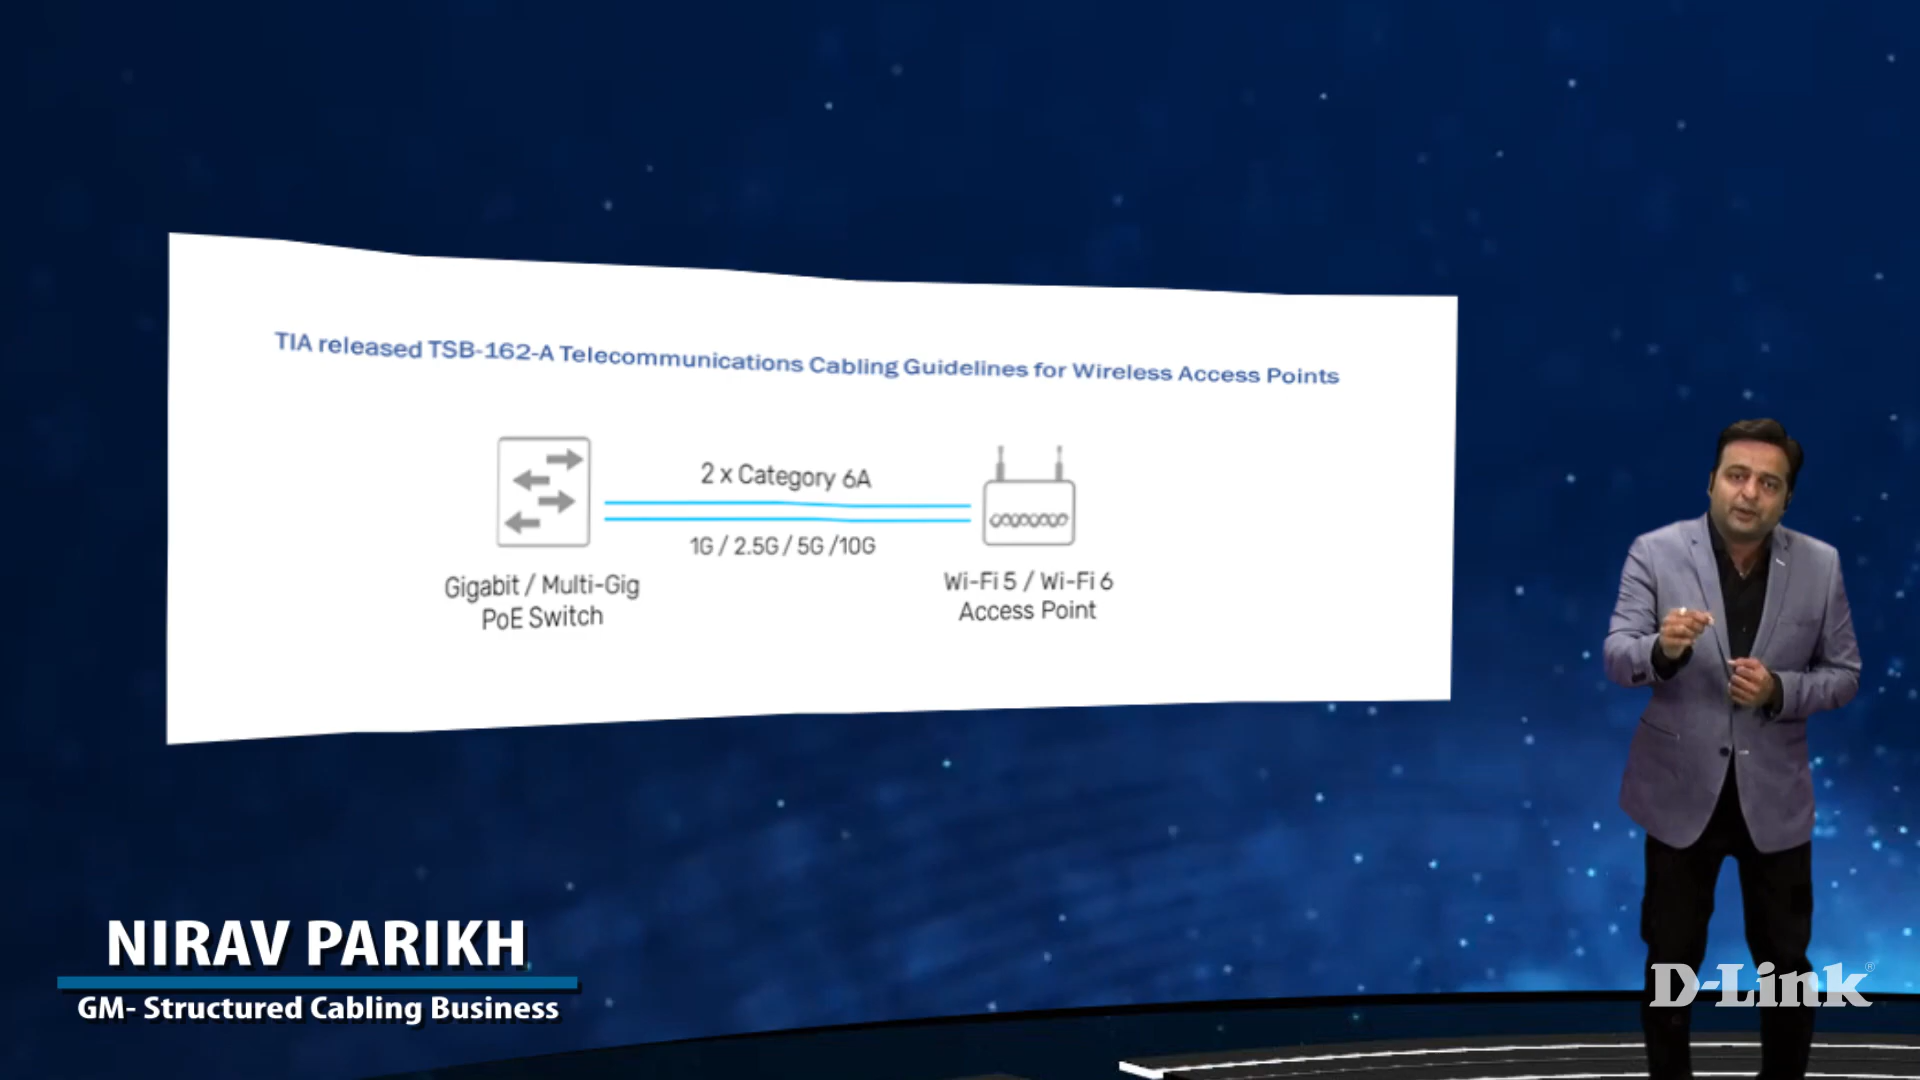 TIA released TSB-162-A Telecommunications Cabling Guidelines for Wireless Access Points
2 x Category 6A
1G / 2.5G / 5G /10G
Gigabit / Multi-Gig
PoE Switch
Wi-Fi 5 / Wi-Fi 6
Access Point
NIRAV PARIKH
GM- Structured Cabling Business
D-Link®